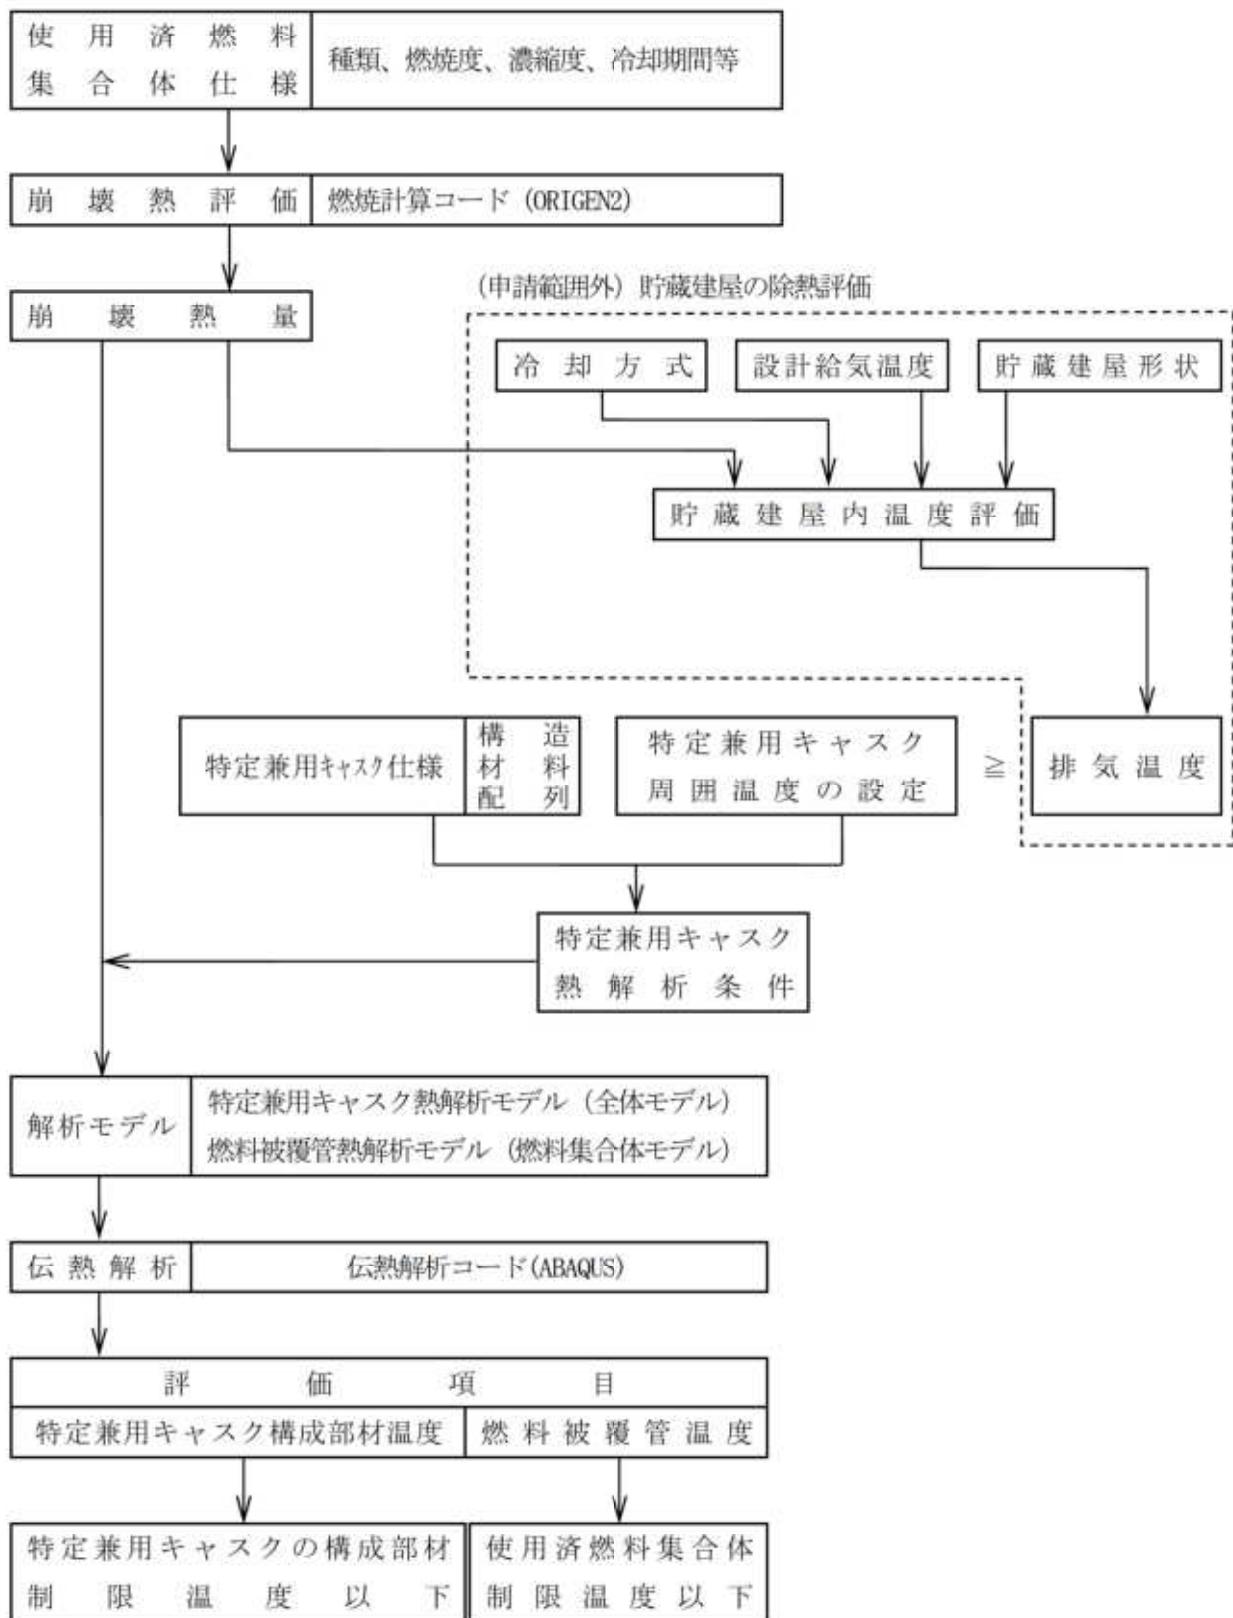 使用済燃料
集合体仕様
種類、燃焼度、濃縮度、冷却期間等
崩壊熱評価
燃焼計算コード (ORIGEN2)
崩壊熱量
(申請範囲外) 貯蔵建屋の除熱評価
冷却方式
設計給気温度
貯蔵建屋形状
貯蔵建屋内温度評価
特定兼用キャスク仕様
構造
材料
配列
特定兼用キャスク
周囲温度の設定
≧
排気温度
特定兼用キャスク
熱解析条件
解析モデル
特定兼用キャスク熱解析モデル (全体モデル)
燃料被覆管熱解析モデル (燃料集合体モデル)
伝熱解析
伝熱解析コード(ABAQUS)
評価項目
特定兼用キャスク構成部材温度
燃料被覆管温度
特定兼用キャスクの構成部材
制限温度以下
使用済燃料集合体
制限温度以下